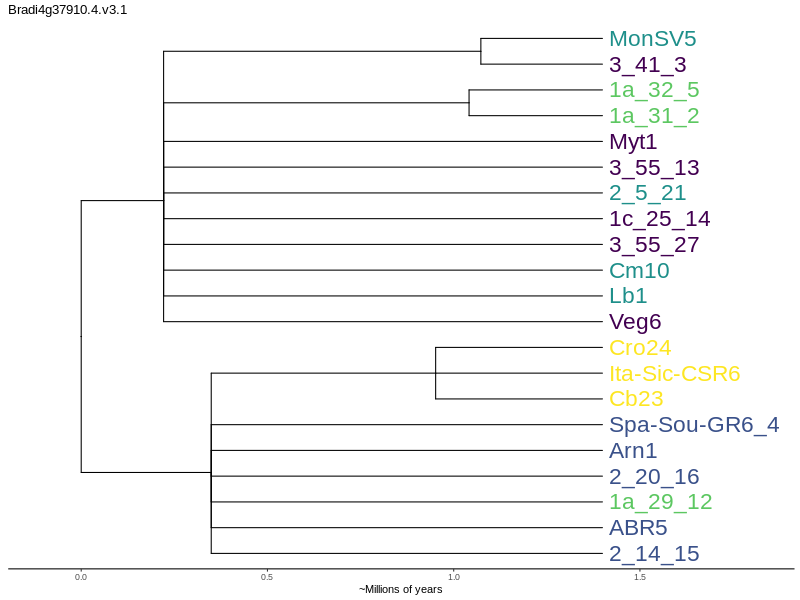 Bradi4g37910.4.v3.1
MonSV5
3_41_3
1a_32_5
1a_31_2
Myt1
3_55_13
2_5_21
1c_25_14
3_55_27
Cm10
Lb1
Veg6
Cro24
Ita-Sic-CSR6
Cb23
Spa-Sou-GR6_4
Arn1
2_20_16
1a_29_12
ABR5
2_14_15
0.0 0.5 1.0 1.5
~Millions of years